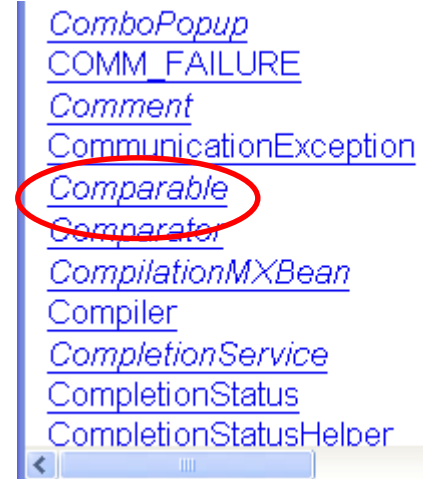 ComboPopup
COMM_FAILURE
Comment
CommunicationException
Comparable
Comparator
CompilationMXBean
Compiler
CompletionService
CompletionStatus
CompletionStatusHelper